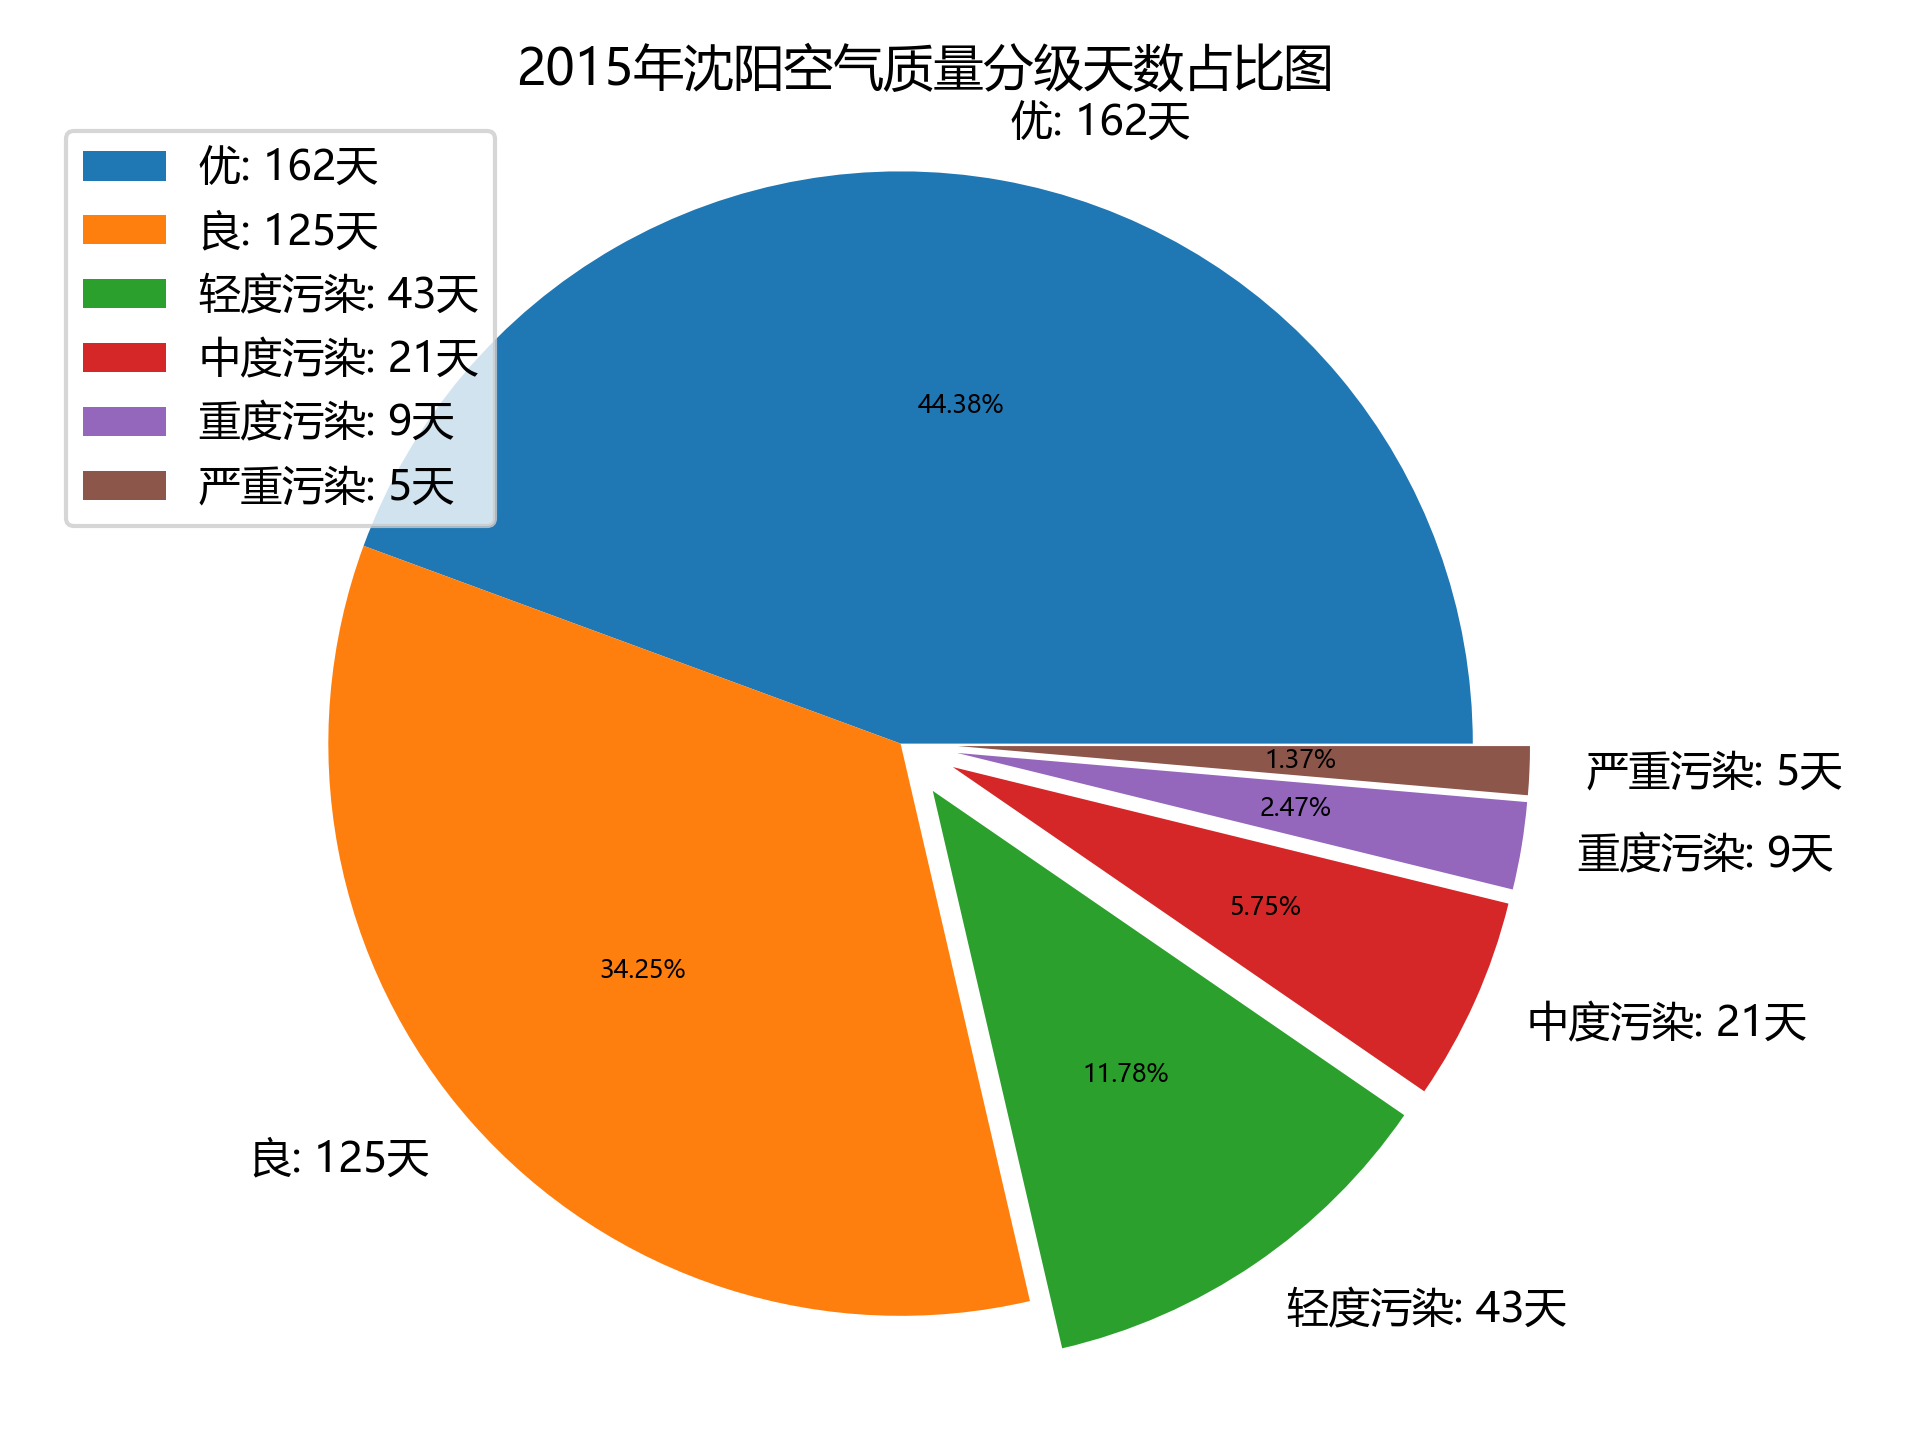 2015年沈阳空气质量分级天数占比图
优: 162天
优: 162天
良: 125天
轻度污染: 43天
中度污染: 21天
重度污染: 9天
严重污染: 5天
44.38%
1.37%
严重污染: 5天
2.47%
重度污染: 9天
5.75%
34.25%
中度污染: 21天
11.78%
良: 125天
轻度污染: 43天